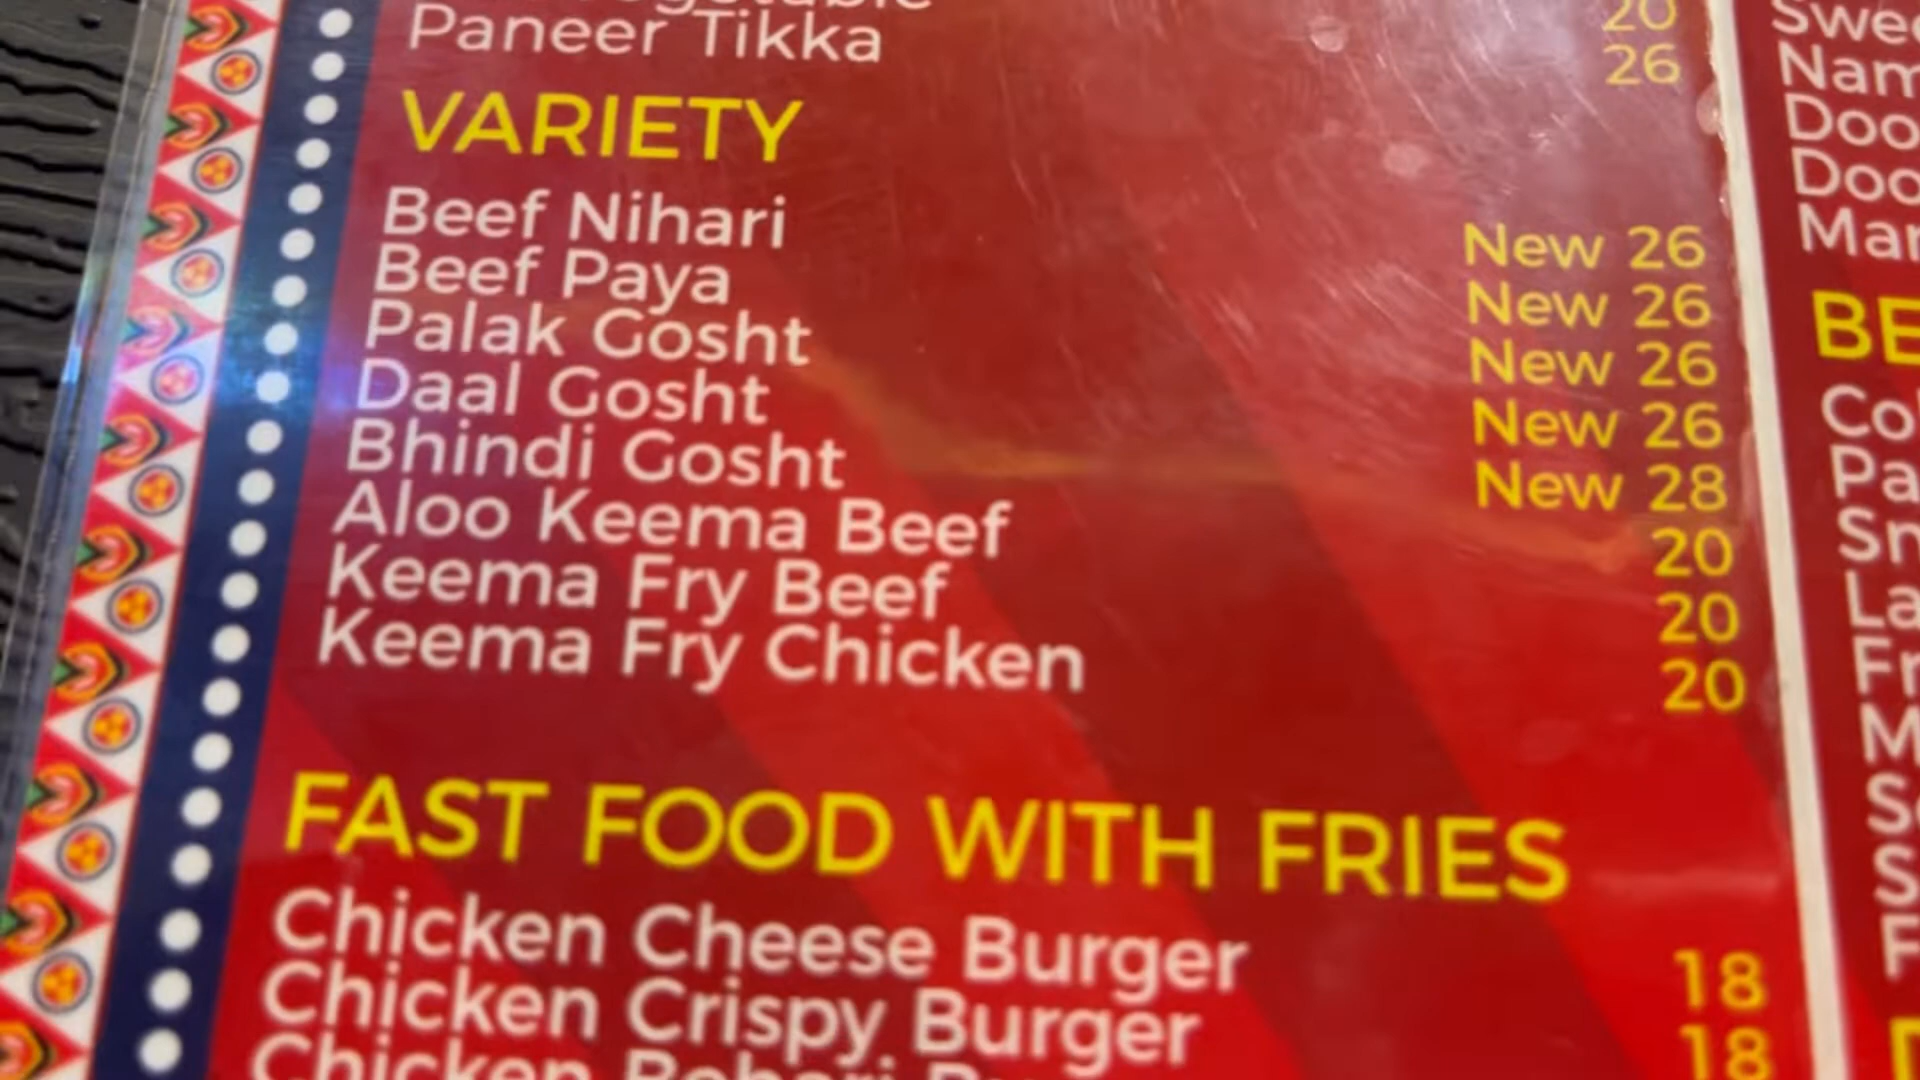 Paneer Tikka 26
VARIETY
Beef Nihari New 26
Beef Paya New 26
Palak Gosht New 26
Daal Gosht New 26
Bhindi Gosht New 28
Aloo Keema Beef 20
Keema Fry Beef 20
Keema Fry Chicken 20
FAST FOOD WITH FRIES
Chicken Cheese Burger 18
Chicken Crispy Burger 18
Chicken